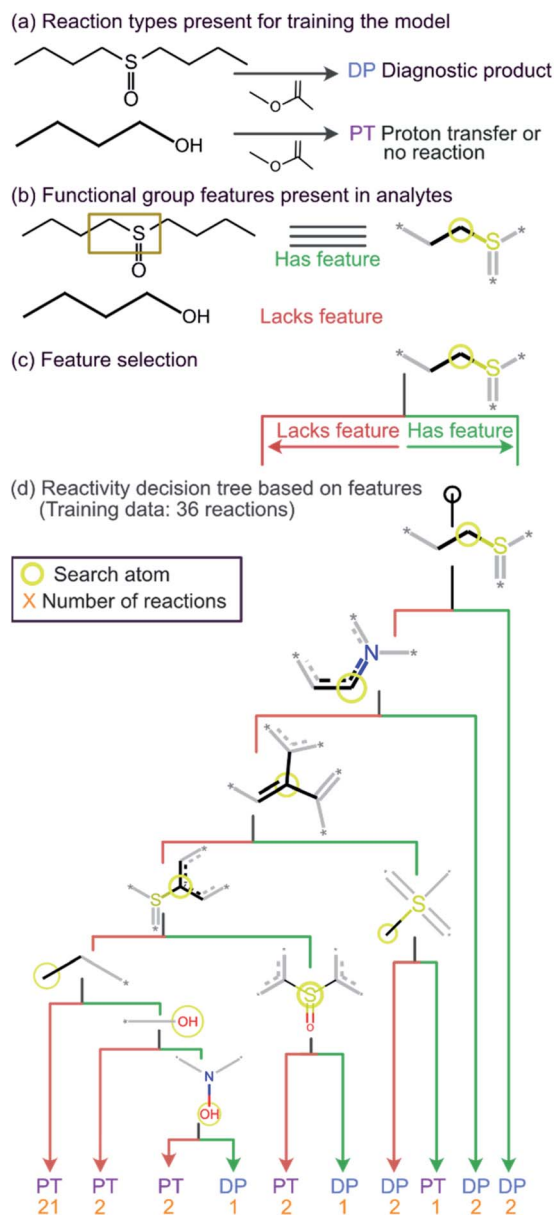 (a) Reaction types present for training the model
S
O
O
DP Diagnostic product
OH
O
PT Proton transfer or
no reaction
(b) Functional group features present in analytes
S
O
Has feature
* S *
*
OH
Lacks feature
(c) Feature selection
* S *
*
Lacks feature Has feature
(d) Reactivity decision tree based on features
(Training data: 36 reactions)
* S *
*
Search atom
X Number of reactions
*
N *
*
* *
* *
*
* *
S *
*
S
*
OH
S
O
N
OH
PT PT PT DP PT DP DP PT DP DP
21 2 2 1 2 1 2 1 2 2